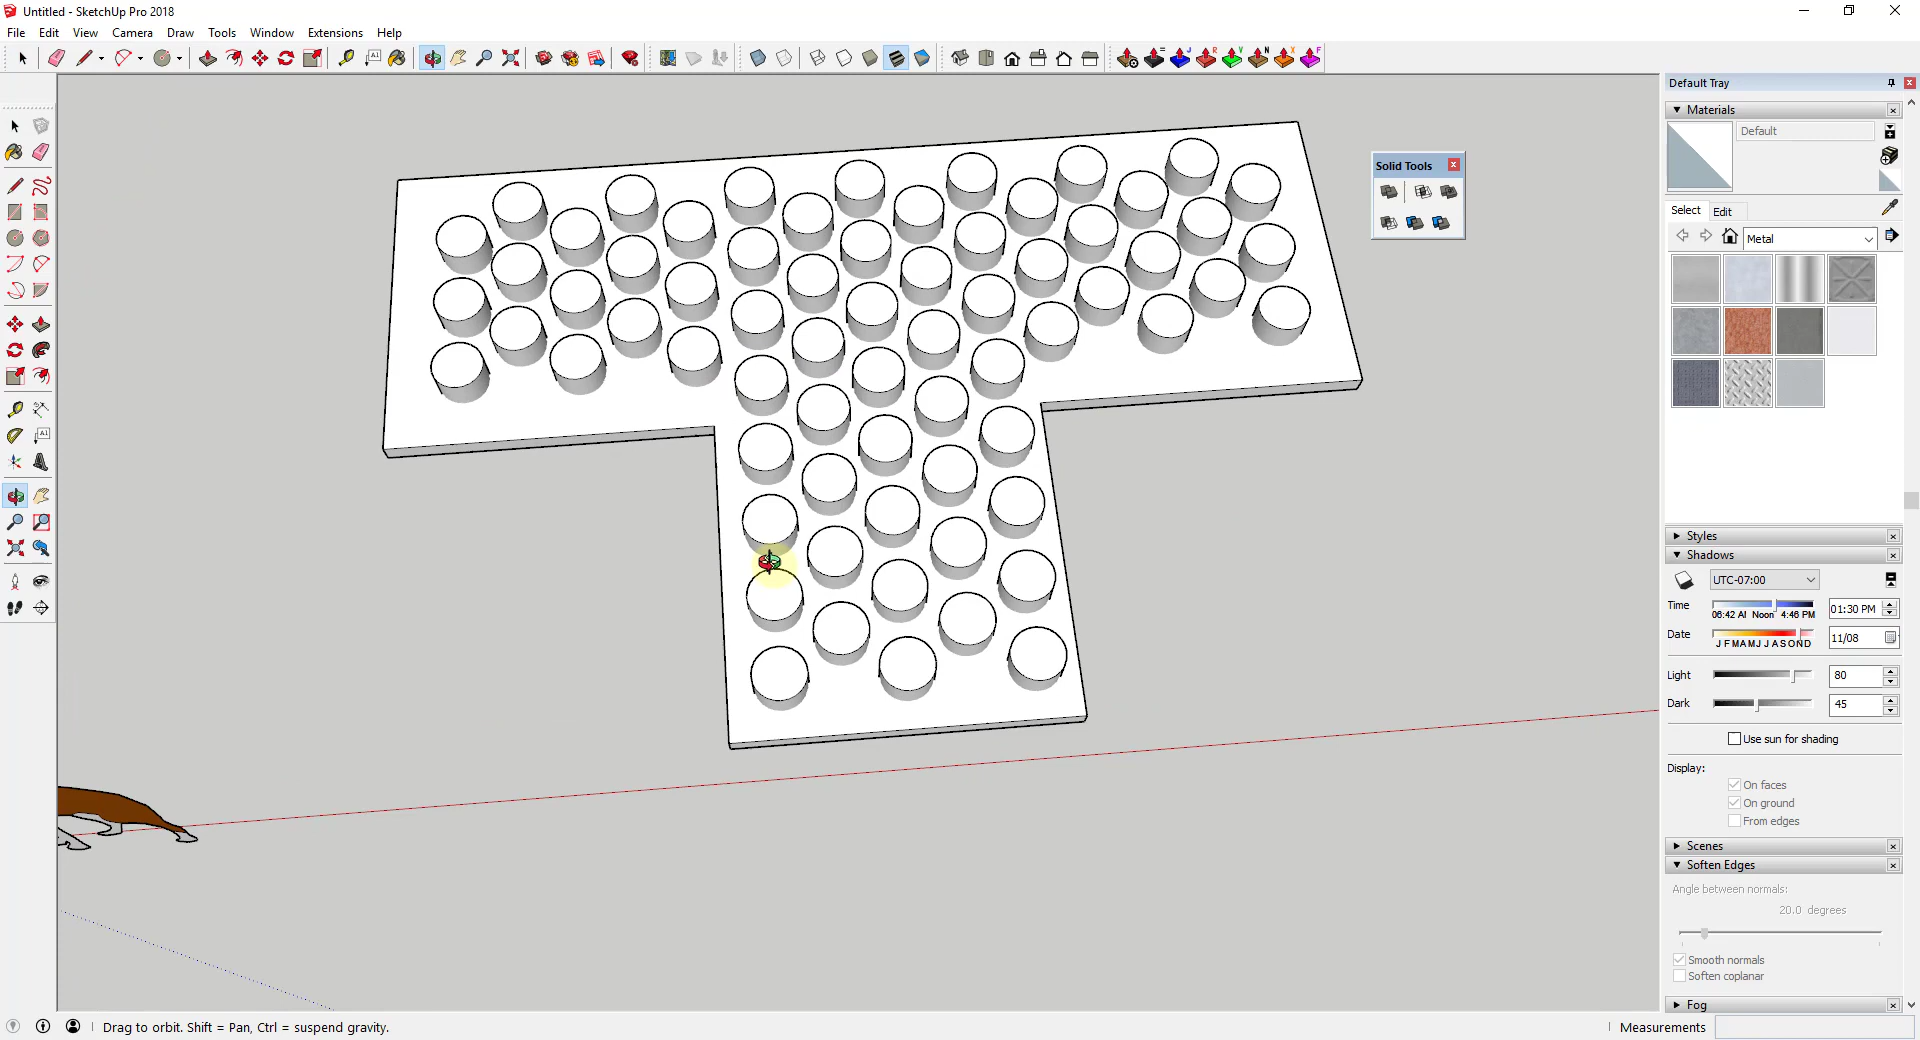 Untitled - SketchUp Pro 2018
File Edit View Camera Draw Tools Window Extensions Help
Default Tray
Materials
Default
Solid Tools
Select Edit
Metal
Styles
Shadows
UTC-07:00
Time
01:30 PM
06:42 AI Noon 4:46 PM
Date
11/08
J F M A M J J A S O N D
Light
80
Dark
45
Use sun for shading
Display:
On faces
On ground
From edges
Scenes
Soften Edges
Angle between normals:
20.0 degrees
Smooth normals
Soften coplanar
Fog
Drag to orbit. Shift = Pan, Ctrl = suspend gravity.
Measurements